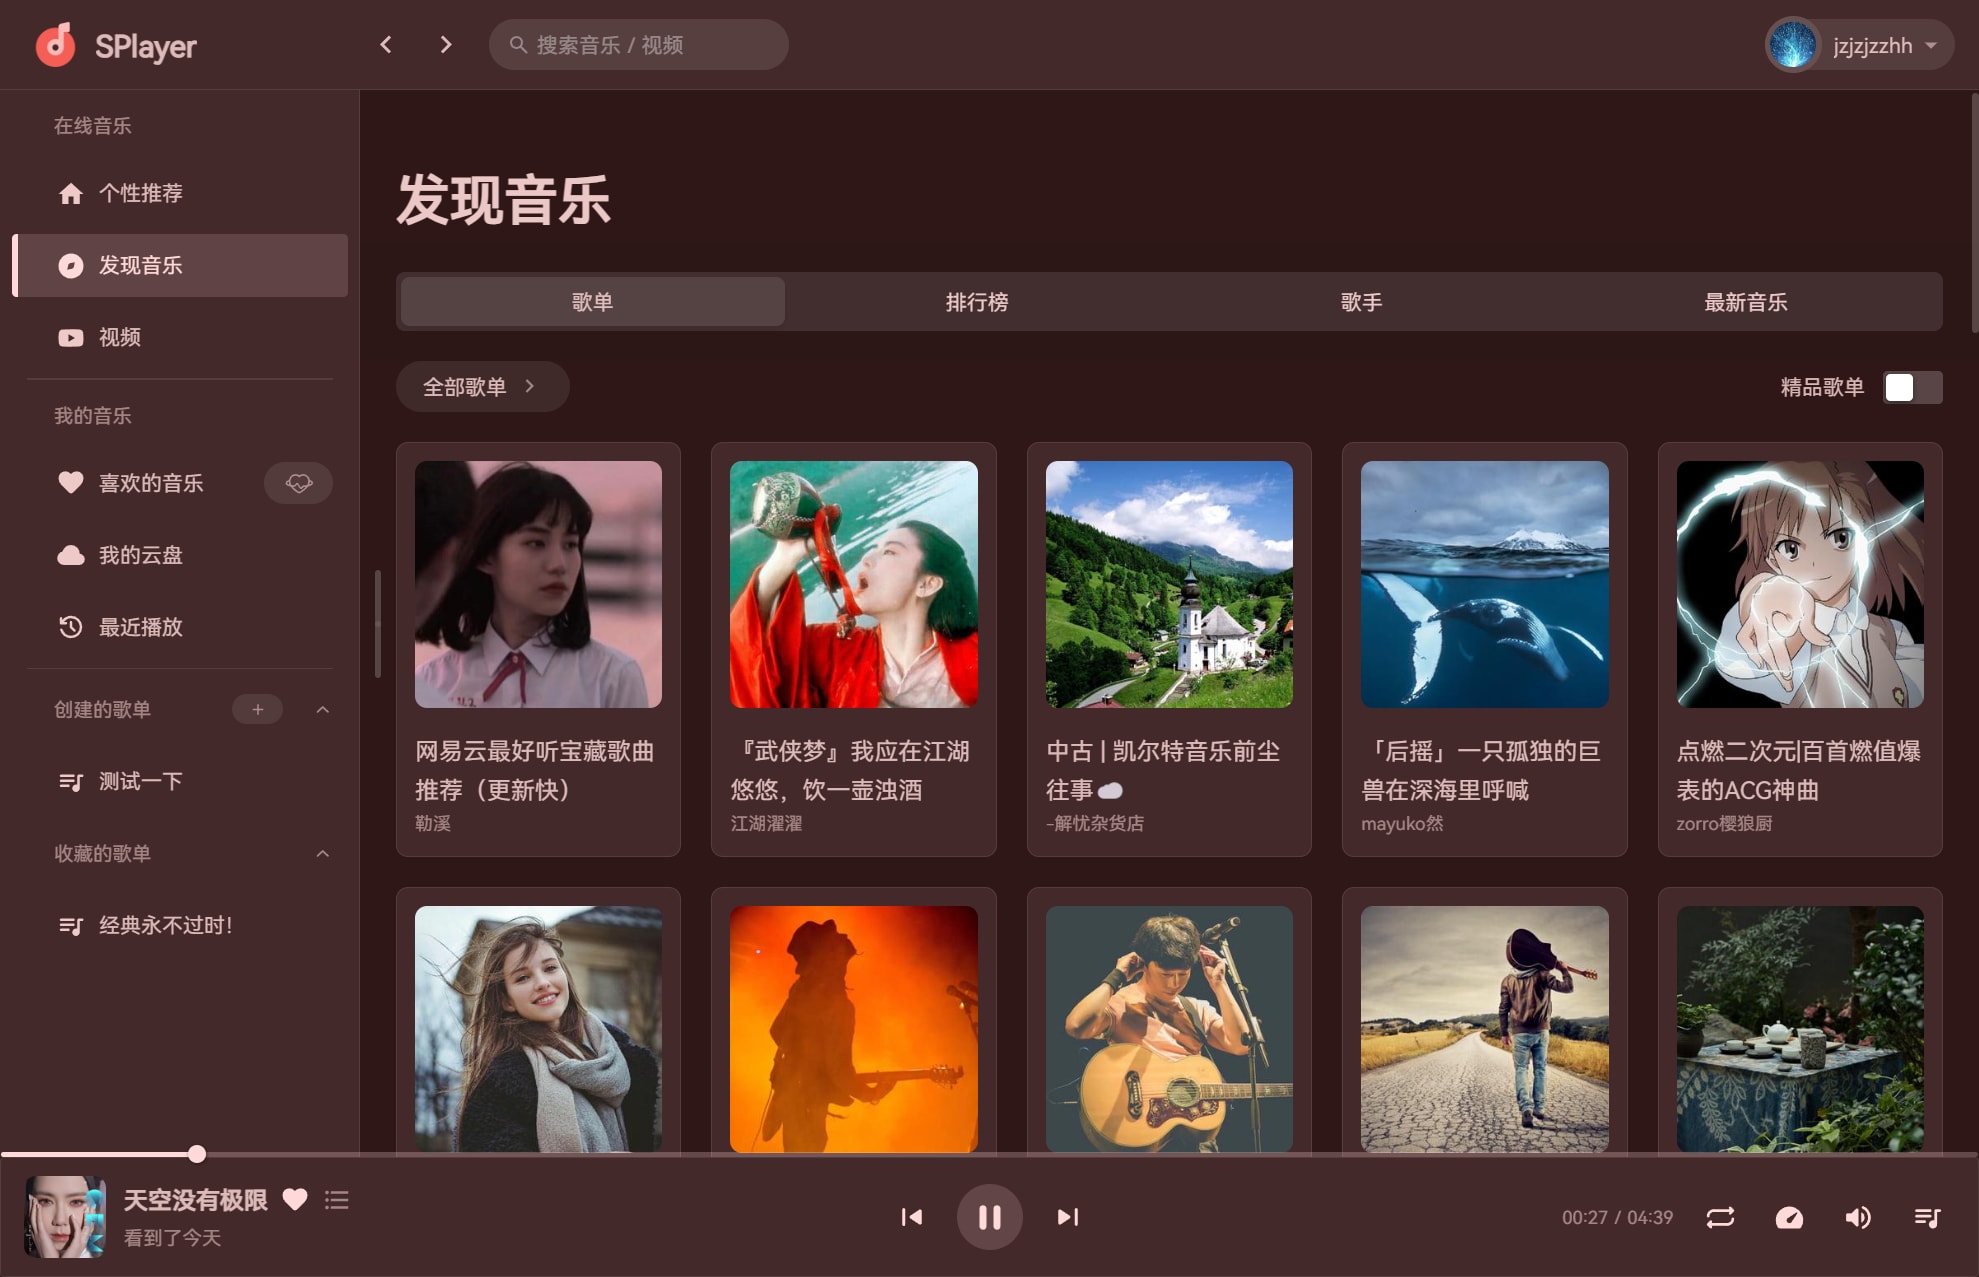 SPlayer
搜索音乐 / 视频
jzjzjzzhh
在线音乐
个性推荐
发现音乐
视频
我的音乐
喜欢的音乐
我的云盘
最近播放
创建的歌单
测试一下
收藏的歌单
经典永不过时！
发现音乐
歌单
排行榜
歌手
最新音乐
全部歌单
精品歌单
网易云最好听宝藏歌曲
推荐（更新快）
勒溪
『武侠梦』我应在江湖
悠悠，饮一壶浊酒
江湖濯濯
中古 | 凯尔特音乐前尘
往事☁️
-解忧杂货店
「后摇」一只孤独的巨
兽在深海里呼喊
mayuko然
点燃二次元|百首燃值爆
表的ACG神曲
zorro樱狼厨
天空没有极限
看到了今天
00:27 / 04:39